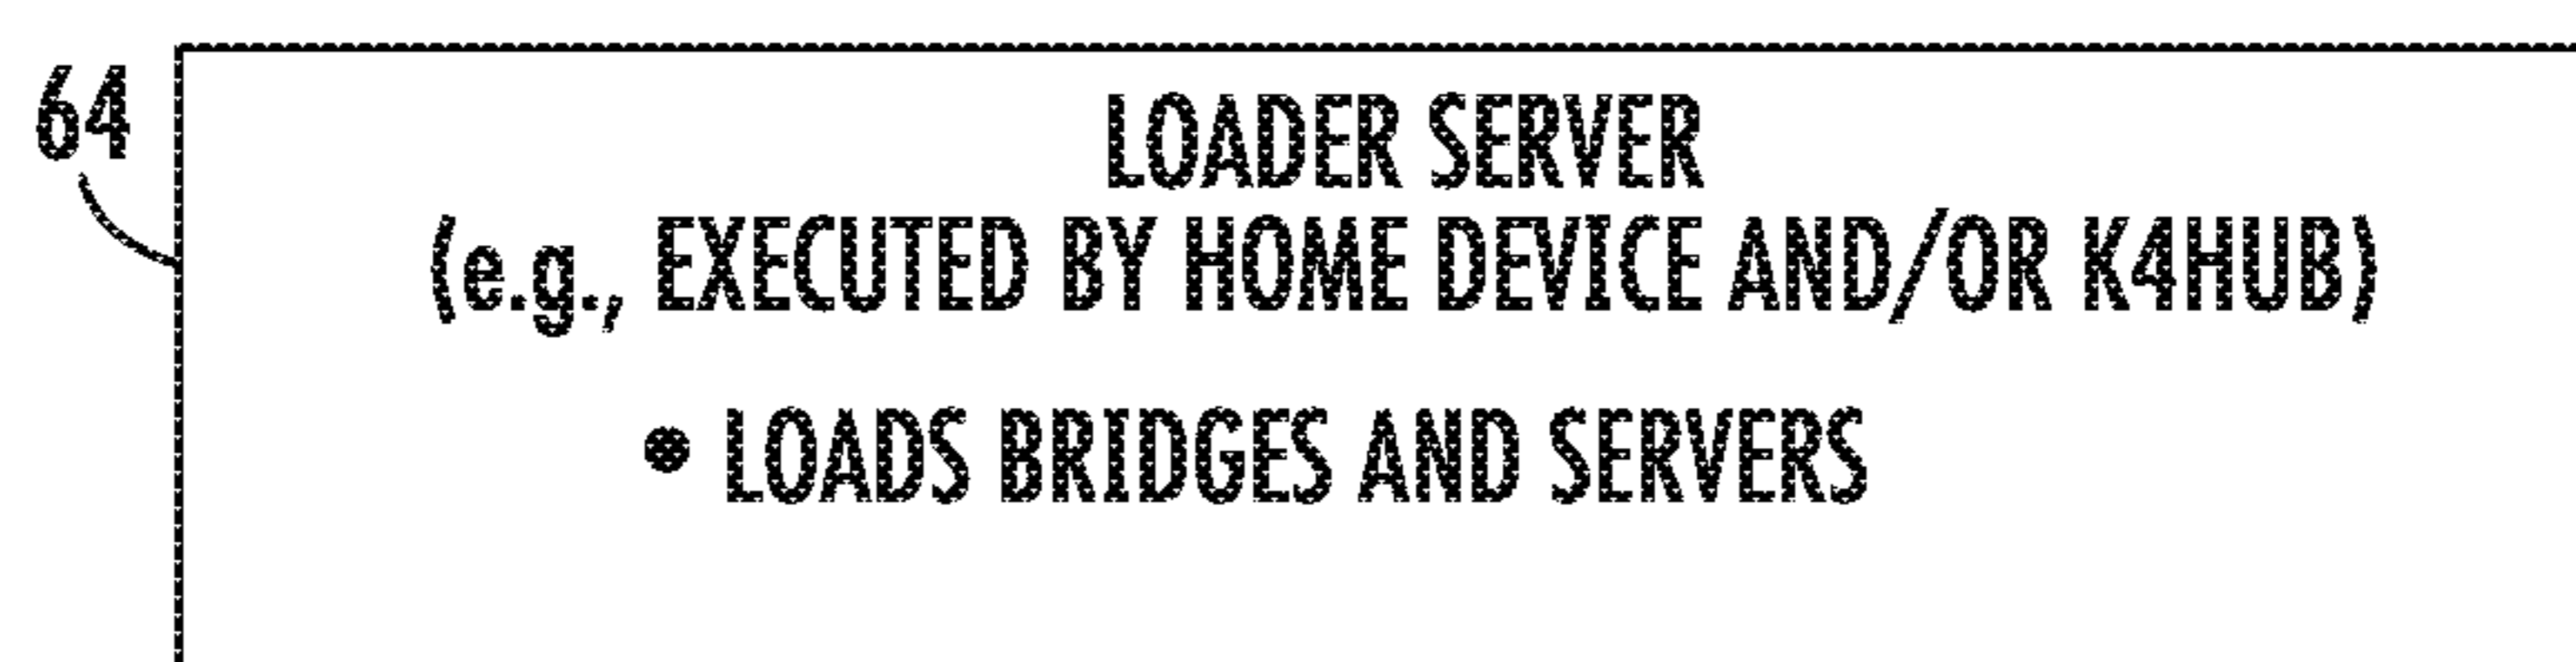 64
LOADER SERVER
(e.g., EXECUTED BY HOME DEVICE AND/OR K4HUB)
• LOADS BRIDGES AND SERVERS